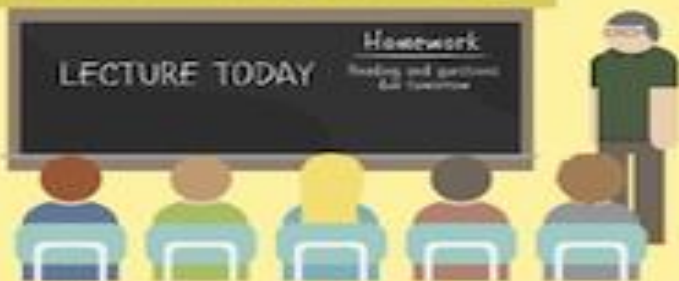 LECTURE TODAY
Homework
Reading and questions
due tomorrow